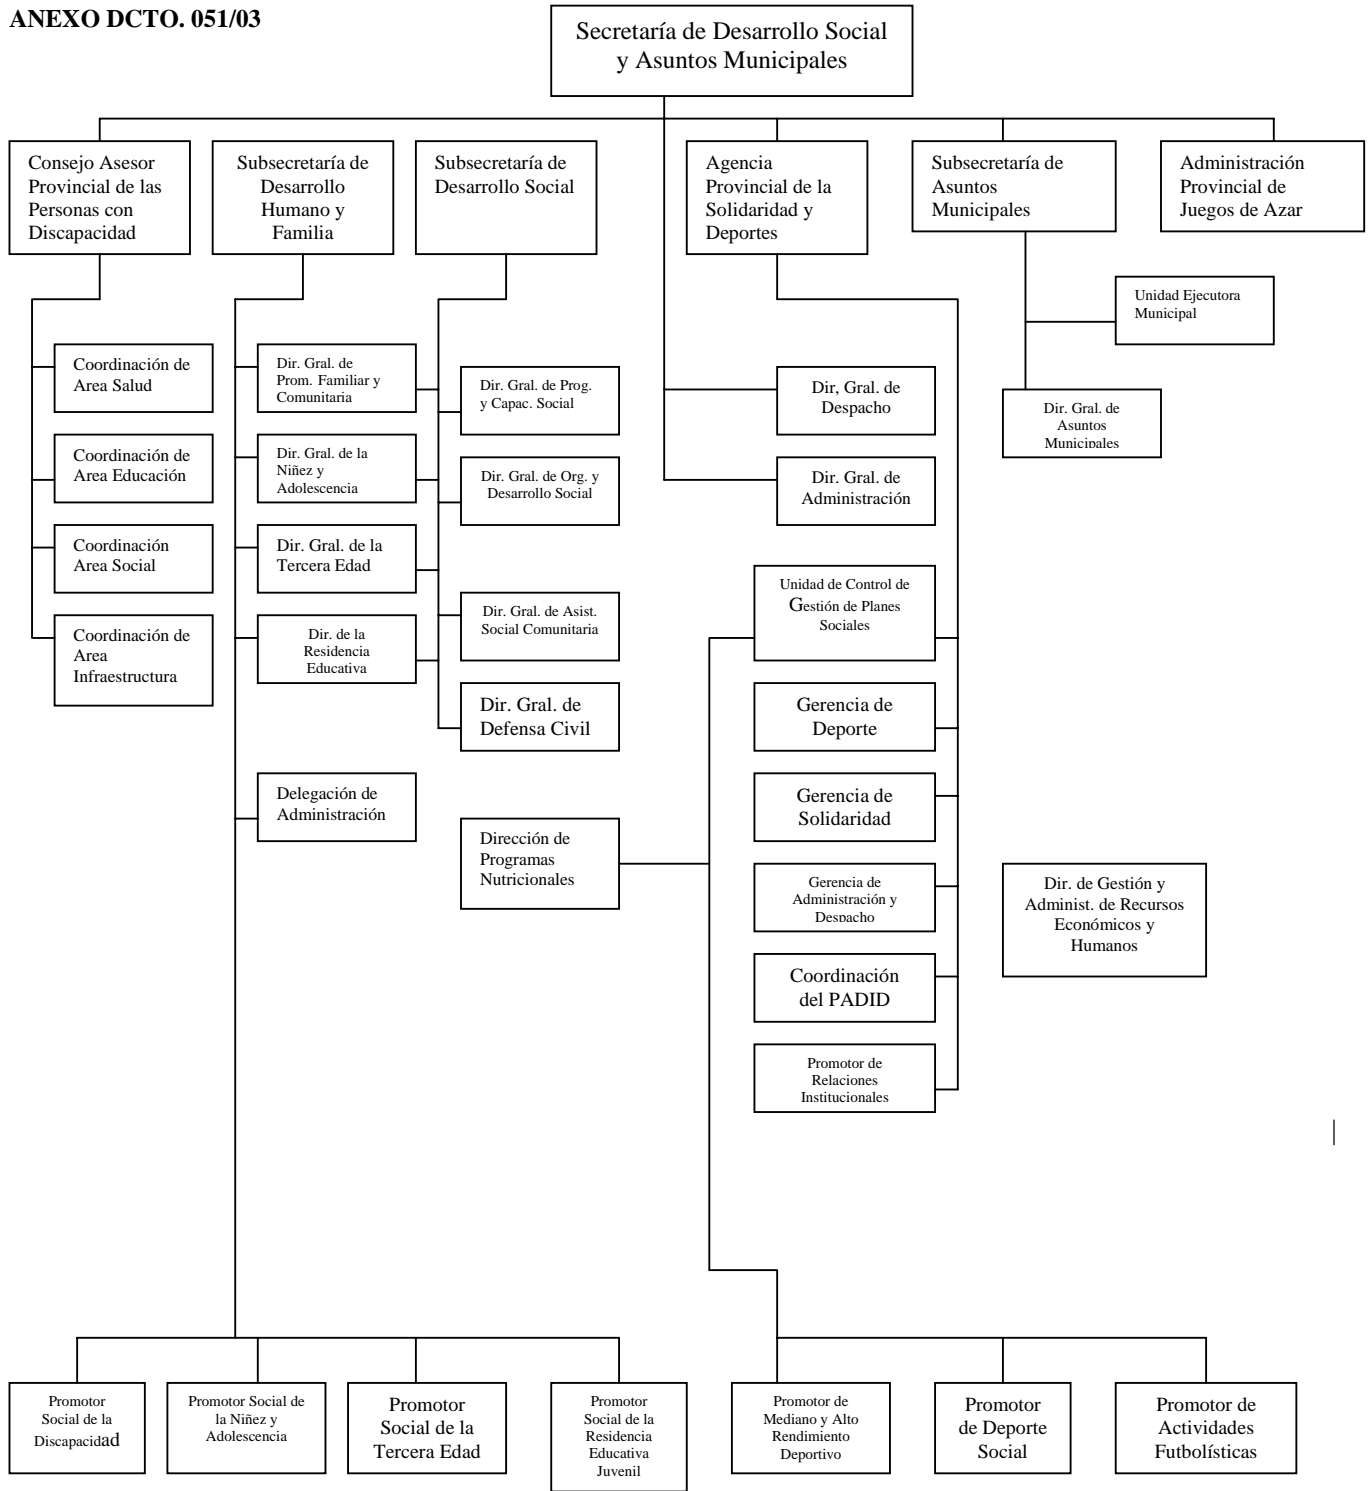 ANEXO DCTO. 051/03
Secretaría de Desarrollo Social
y Asuntos Municipales
Consejo Asesor
Provincial de las
Personas con
Discapacidad
Subsecretaría de
Desarrollo
Humano y
Familia
Subsecretaría de
Desarrollo Social
Agencia
Provincial de la
Solidaridad y
Deportes
Subsecretaría de
Asuntos
Municipales
Administración
Provincial de
Juegos de Azar
Unidad Ejecutora
Municipal
Coordinación de
Area Salud
Dir. Gral. de
Prom. Familiar y
Comunitaria
Dir. Gral. de Prog.
y Capac. Social
Dir, Gral. de
Despacho
Dir. Gral. de
Asuntos
Municipales
Coordinación de
Area Educación
Dir. Gral. de la
Niñez y
Adolescencia
Dir. Gral. de Org. y
Desarrollo Social
Dir. Gral. de
Administración
Coordinación
Area Social
Dir. Gral. de la
Tercera Edad
Dir. Gral. de Asist.
Social Comunitaria
Unidad de Control de
Gestión de Planes
Sociales
Coordinación de
Area
Infraestructura
Dir. de la
Residencia
Educativa
Dir. Gral. de
Defensa Civil
Gerencia de
Deporte
Delegación de
Administración
Gerencia de
Solidaridad
Dirección de
Programas
Nutricionales
Gerencia de
Administración y
Despacho
Dir. de Gestión y
Administ. de Recursos
Económicos y
Humanos
Coordinación
del PADID
Promotor de
Relaciones
Institucionales
Promotor
Social de la
Discapacidad
Promotor Social de
la Niñez y
Adolescencia
Promotor
Social de la
Tercera Edad
Promotor
Social de la
Residencia
Educativa
Juvenil
Promotor de
Mediano y Alto
Rendimiento
Deportivo
Promotor
de Deporte
Social
Promotor de
Actividades
Futbolísticas